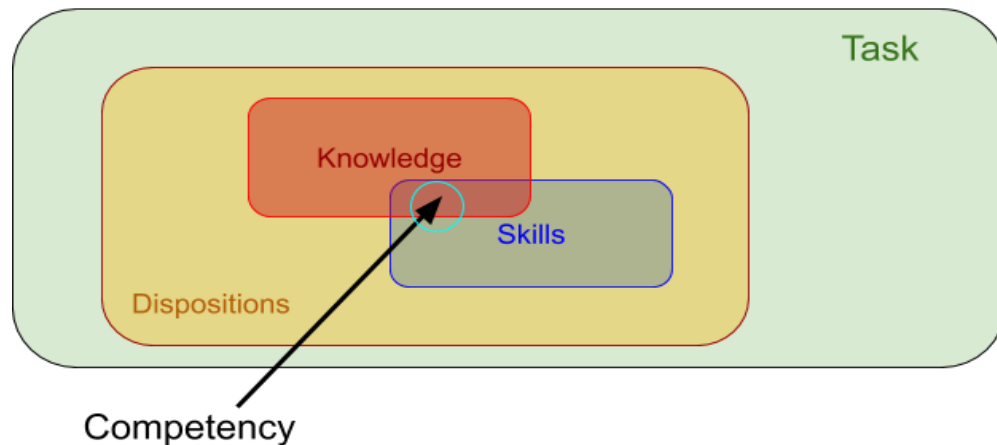 Task
Knowledge
Skills
Dispositions
Competency